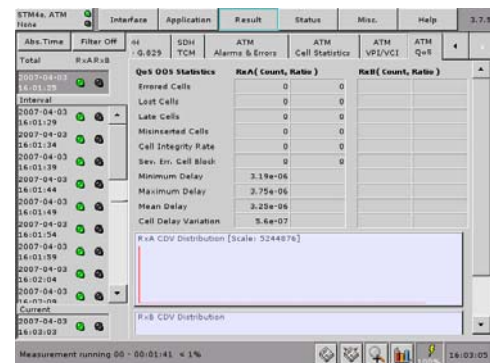 STM4a, ATM
None
Interface Application Result Status Misc. Help 3.7.5
Abs.Time Filter Off
Total RxA RxB
SDH ATM ATM ATM ATM
- G.829 TCM Alarms & Errors Cell Statistics VPI/VCI QoS
2007-04-03
16:01:25
Interval
2007-04-03
16:01:29
2007-04-03
16:01:34
2007-04-03
16:01:39
2007-04-03
16:01:44
2007-04-03
16:01:49
2007-04-03
16:01:54
2007-04-03
16:01:59
2007-04-03
16:02:04
2007-04-03
Current
2007-04-03
16:03:03
QoS OOS Statistics RxA( Count, Ratio ) RxB( Count, Ratio )
Errored Cells 0 0
Lost Cells 0 0
Late Cells 0 0
Misinserted Cells 0 0
Cell Integrity Rate 0 0
Sev. Err. Cell Block 0 0
Minimum Delay 3.19e-06
Maximum Delay 3.75e-06
Mean Delay 3.25e-06
Cell Delay Variation 5.6e-07
RxA CDV Distribution [Scale: 5244876]
RxB CDV Distribution
Measurement running 00 - 00:01:41 < 1%
100%
16:03:05